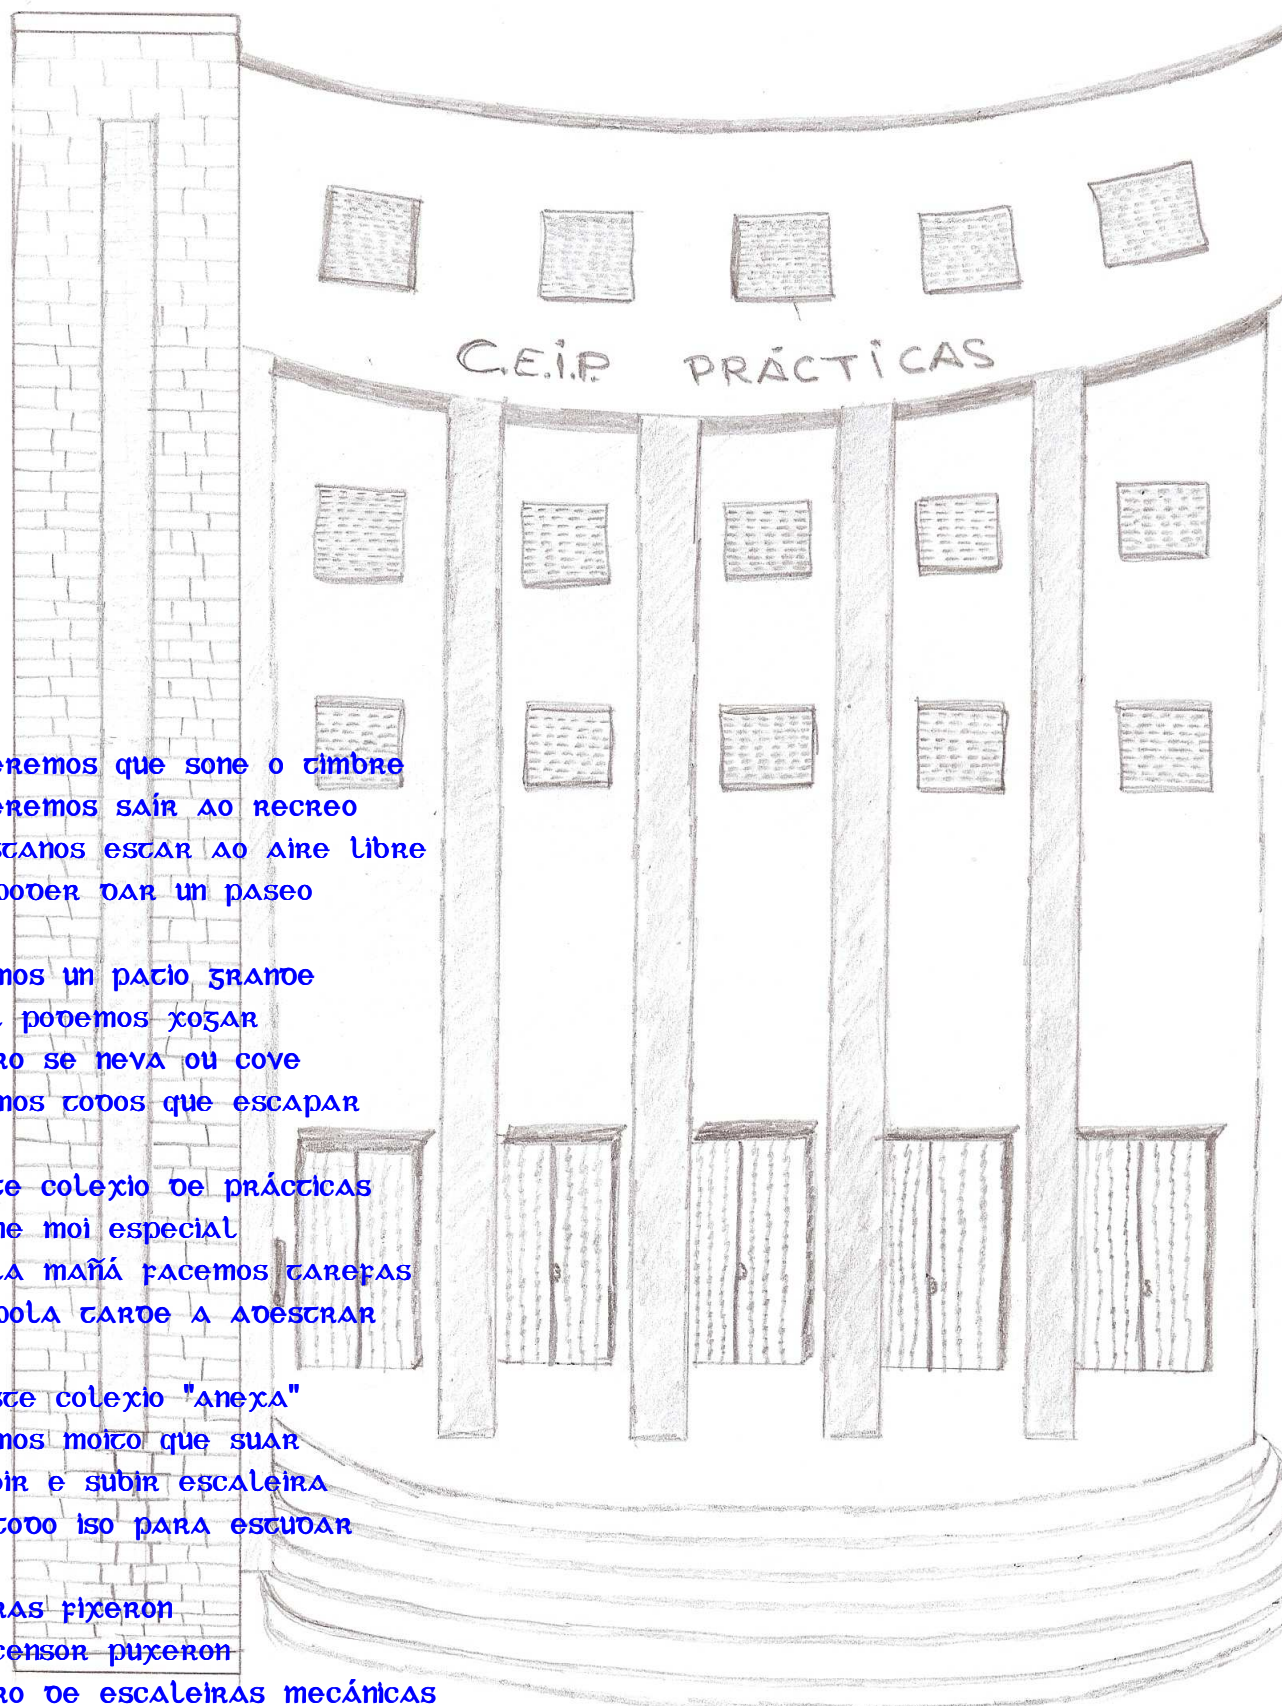 C.E.I.P. PRÁCTICAS
eremos que sone o timbre
eremos saír ao recreo
stanos estar ao aire libre
poder dar un paseo
mos un patio grande
podemos xogar
ro se neva ou cove
mos todos que escapar
te colexio de prácticas
ne moi especial
la mañá facemos tarefas
pola tarde a adestrar
ste colexio "anexa"
mos moito que suar
bir e subir escaleira
todo iso para estudar
ras fixeron
censor puxeron
ro de escaleiras mecánicas